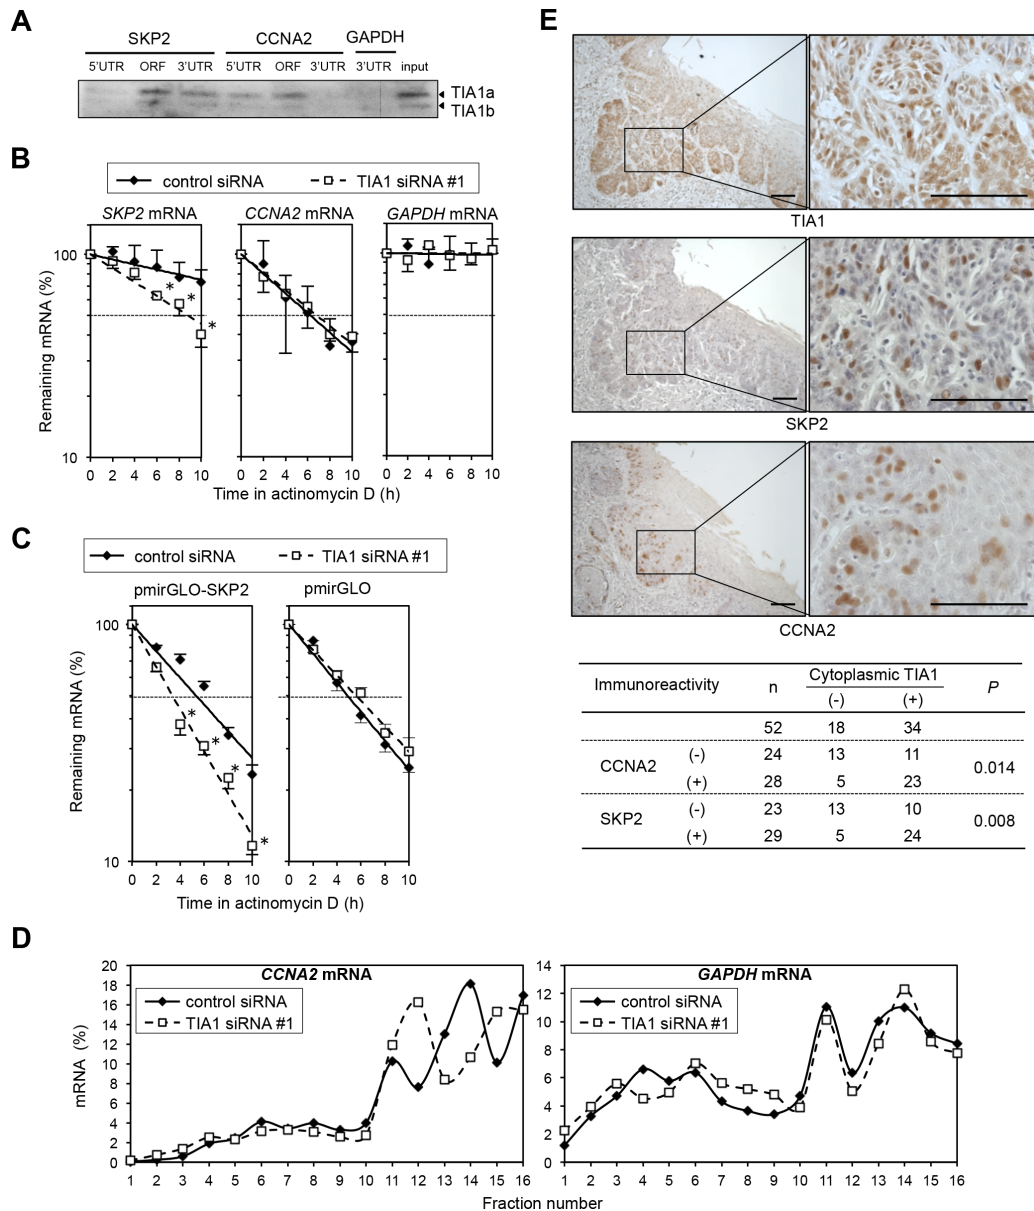 A
SKP2 CCNA2 GAPDH
5'UTR ORF 3'UTR 5'UTR ORF 3'UTR 3'UTR input
TIA1a
TIA1b
B
control siRNA TIA1 siRNA #1
SKP2 mRNA CCNA2 mRNA GAPDH mRNA
Remaining mRNA (%)
100
10
* * *
0 2 4 6 8 10 0 2 4 6 8 10 0 2 4 6 8 10
Time in actinomycin D (h)
C
control siRNA TIA1 siRNA #1
pmirGLO-SKP2 pmirGLO
Remaining mRNA (%)
100
10
* * * *
0 2 4 6 8 10 0 2 4 6 8 10
Time in actinomycin D (h)
D
CCNA2 mRNA
control siRNA
TIA1 siRNA #1
mRNA (%)
20
18
16
14
12
10
8
6
4
2
0
1 2 3 4 5 6 7 8 9 10 11 12 13 14 15 16
GAPDH mRNA
control siRNA
TIA1 siRNA #1
14
12
10
8
6
4
2
0
1 2 3 4 5 6 7 8 9 10 11 12 13 14 15 16
Fraction number
E
TIA1
SKP2
CCNA2
Immunoreactivity n Cytoplasmic TIA1 P
(-) (+)
52 18 34
CCNA2 (-) 24 13 11 0.014
(+) 28 5 23
SKP2 (-) 23 13 10 0.008
(+) 29 5 24